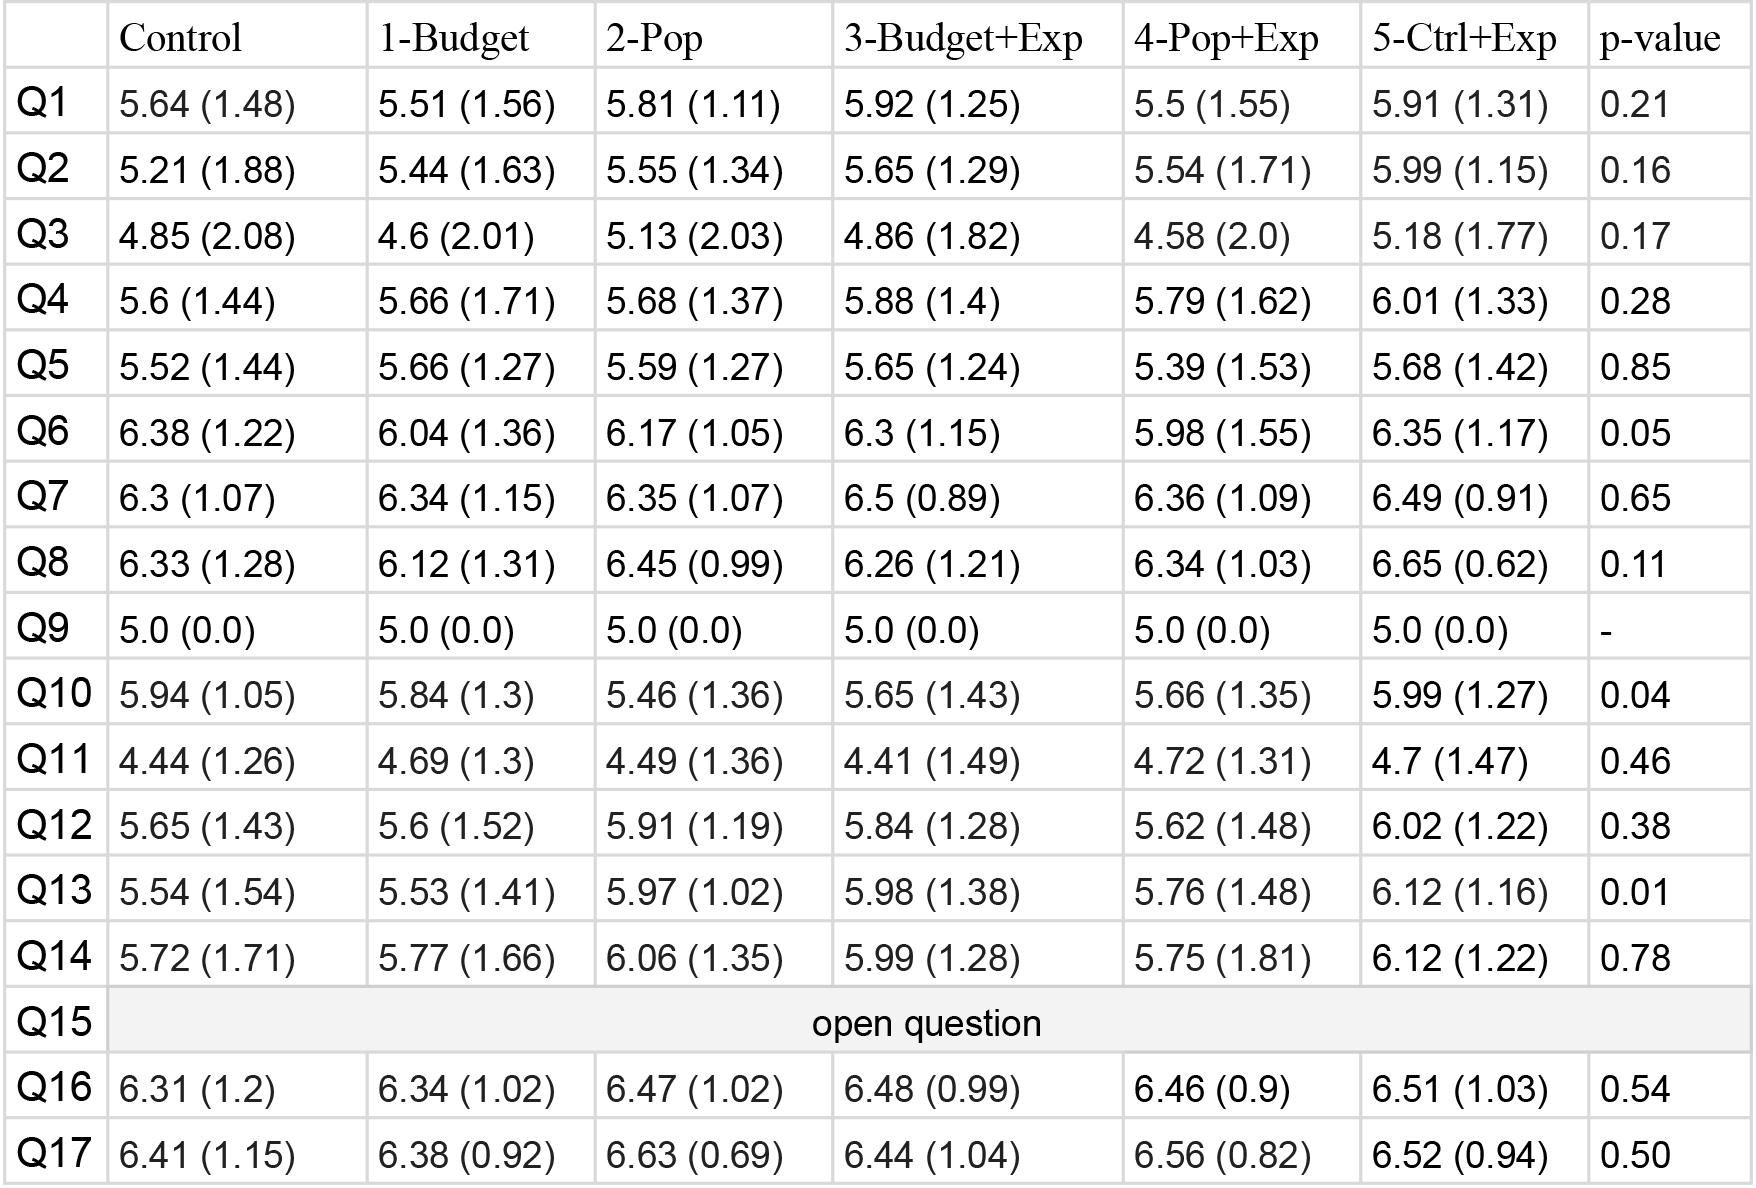 Control 1-Budget 2-Pop 3-Budget+Exp 4-Pop+Exp 5-Ctrl+Exp p-value
Q1 5.64 (1.48) 5.51 (1.56) 5.81 (1.11) 5.92 (1.25) 5.5 (1.55) 5.91 (1.31) 0.21
Q2 5.21 (1.88) 5.44 (1.63) 5.55 (1.34) 5.65 (1.29) 5.54 (1.71) 5.99 (1.15) 0.16
Q3 4.85 (2.08) 4.6 (2.01) 5.13 (2.03) 4.86 (1.82) 4.58 (2.0) 5.18 (1.77) 0.17
Q4 5.6 (1.44) 5.66 (1.71) 5.68 (1.37) 5.88 (1.4) 5.79 (1.62) 6.01 (1.33) 0.28
Q5 5.52 (1.44) 5.66 (1.27) 5.59 (1.27) 5.65 (1.24) 5.39 (1.53) 5.68 (1.42) 0.85
Q6 6.38 (1.22) 6.04 (1.36) 6.17 (1.05) 6.3 (1.15) 5.98 (1.55) 6.35 (1.17) 0.05
Q7 6.3 (1.07) 6.34 (1.15) 6.35 (1.07) 6.5 (0.89) 6.36 (1.09) 6.49 (0.91) 0.65
Q8 6.33 (1.28) 6.12 (1.31) 6.45 (0.99) 6.26 (1.21) 6.34 (1.03) 6.65 (0.62) 0.11
Q9 5.0 (0.0) 5.0 (0.0) 5.0 (0.0) 5.0 (0.0) 5.0 (0.0) 5.0 (0.0) -
Q10 5.94 (1.05) 5.84 (1.3) 5.46 (1.36) 5.65 (1.43) 5.66 (1.35) 5.99 (1.27) 0.04
Q11 4.44 (1.26) 4.69 (1.3) 4.49 (1.36) 4.41 (1.49) 4.72 (1.31) 4.7 (1.47) 0.46
Q12 5.65 (1.43) 5.6 (1.52) 5.91 (1.19) 5.84 (1.28) 5.62 (1.48) 6.02 (1.22) 0.38
Q13 5.54 (1.54) 5.53 (1.41) 5.97 (1.02) 5.98 (1.38) 5.76 (1.48) 6.12 (1.16) 0.01
Q14 5.72 (1.71) 5.77 (1.66) 6.06 (1.35) 5.99 (1.28) 5.75 (1.81) 6.12 (1.22) 0.78
Q15 open question
Q16 6.31 (1.2) 6.34 (1.02) 6.47 (1.02) 6.48 (0.99) 6.46 (0.9) 6.51 (1.03) 0.54
Q17 6.41 (1.15) 6.38 (0.92) 6.63 (0.69) 6.44 (1.04) 6.56 (0.82) 6.52 (0.94) 0.50